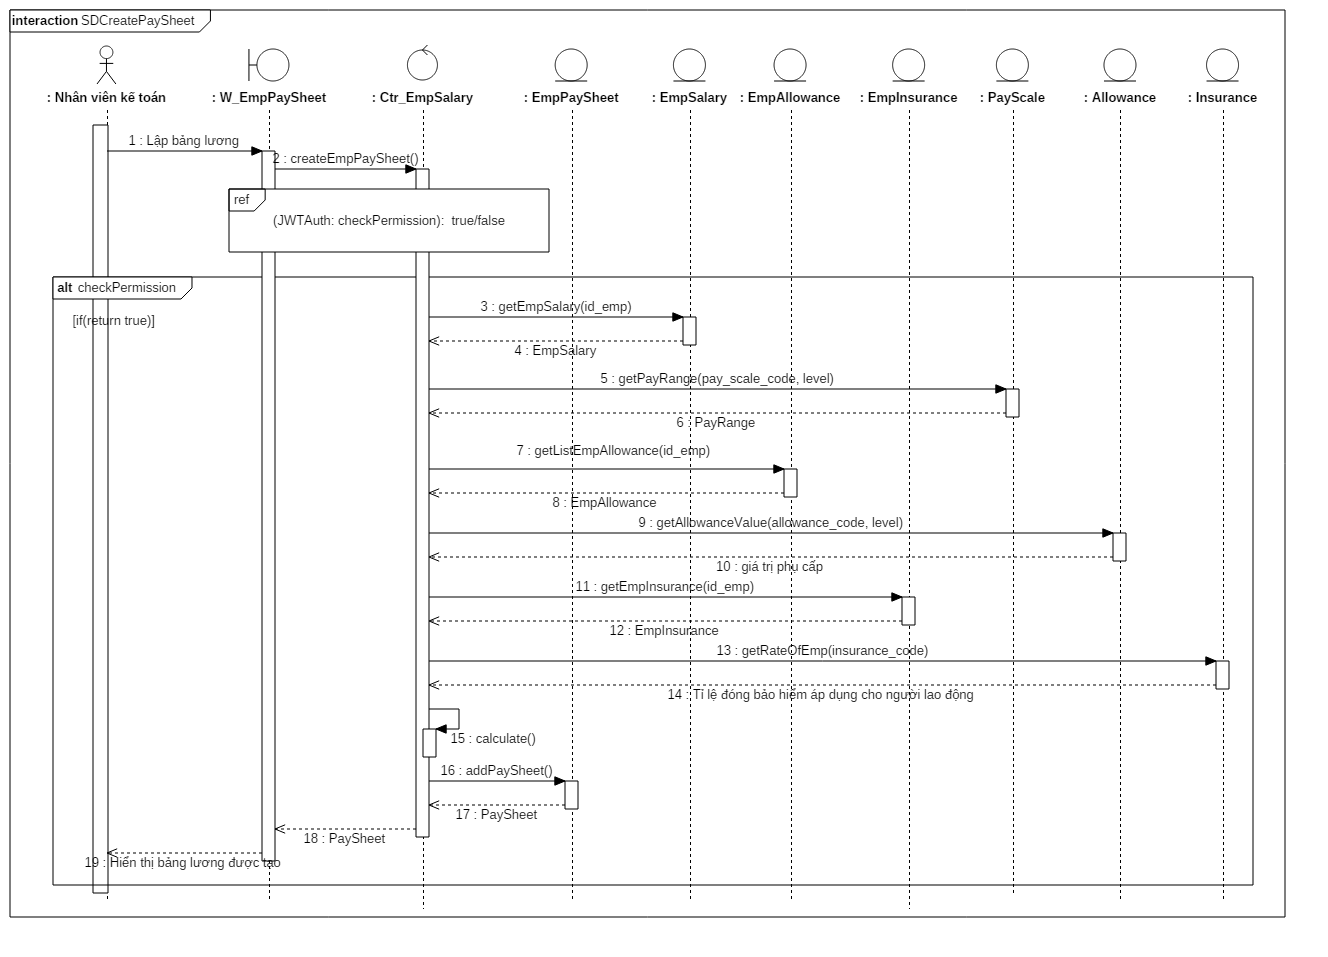 interaction SDCreatePaySheet
: Nhân viên kế toán
: W_EmpPaySheet
: Ctr_EmpSalary
: EmpPaySheet
: EmpSalary
: EmpAllowance
: EmpInsurance
: PayScale
: Allowance
: Insurance
1 : Lập bảng lương
2 : createEmpPaySheet()
ref
(JWTAuth: checkPermission):  true/false
alt checkPermission
[if(return true)]
3 : getEmpSalary(id_emp)
4 : EmpSalary
5 : getPayRange(pay_scale_code, level)
6 : PayRange
7 : getListEmpAllowance(id_emp)
8 : EmpAllowance
9 : getAllowanceValue(allowance_code, level)
10 : giá trị phụ cấp
11 : getEmpInsurance(id_emp)
12 : EmpInsurance
13 : getRateOfEmp(insurance_code)
14 : Tỉ lệ đóng bảo hiểm áp dụng cho người lao động
15 : calculate()
16 : addPaySheet()
17 : PaySheet
18 : PaySheet
19 : Hiển thị bảng lương được tạo